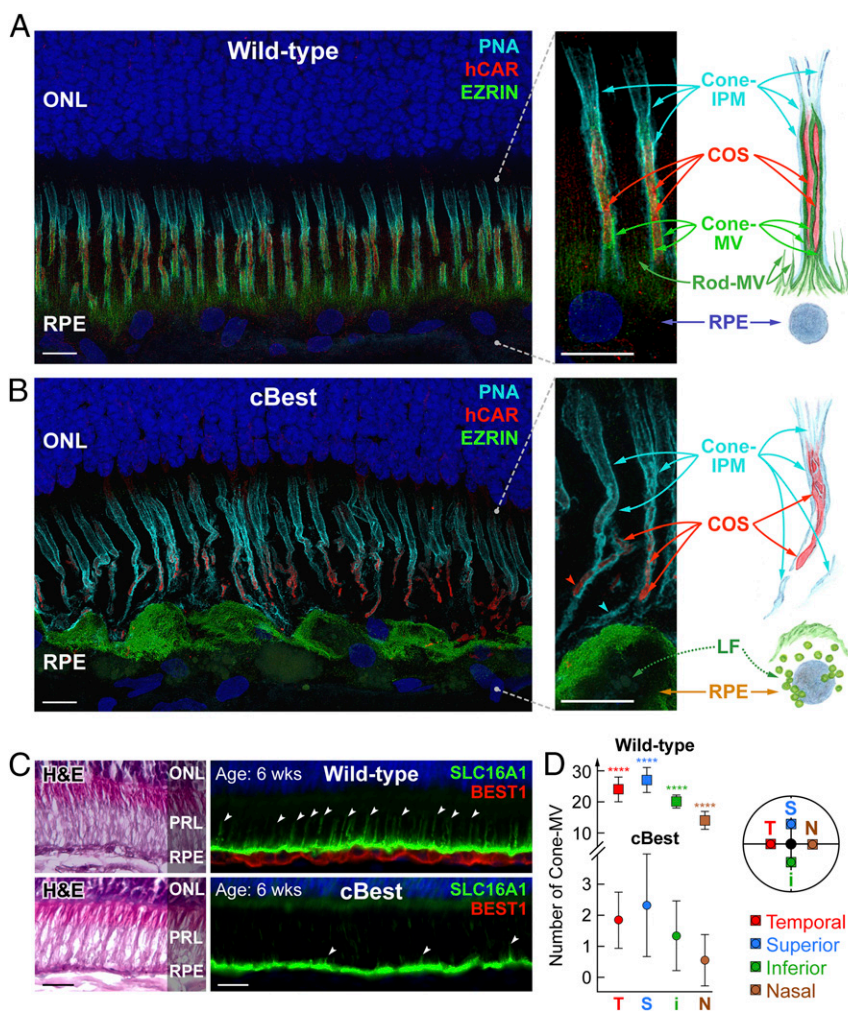 A
Wild-type
PNA
hCAR
EZRIN
ONL
RPE
Cone-
IPM
COS
Cone-
MV
Rod-MV
RPE
B
cBest
PNA
hCAR
EZRIN
ONL
RPE
Cone-
IPM
COS
LF
RPE
C
H&E
ONL
PRL
RPE
Age: 6 wks
Wild-type
SLC16A1
BEST1
H&E
ONL
PRL
RPE
Age: 6 wks
cBest
SLC16A1
BEST1
D
Wild-type
Number of Cone-MV
30
20
10
**** **** **** ****
cBest
4
3
2
1
0
T S i N
S
T N
i
Temporal
Superior
Inferior
Nasal